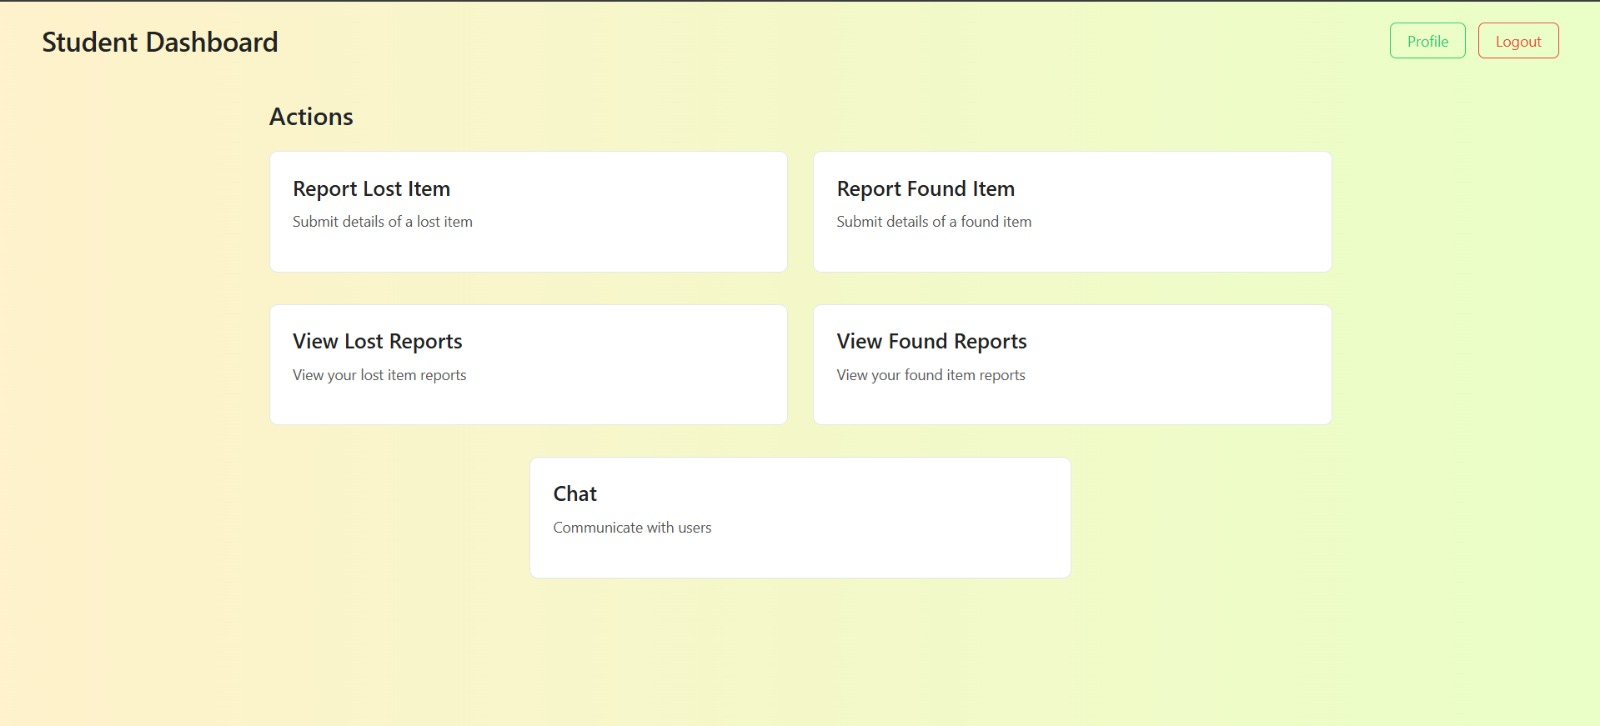 Student Dashboard
Profile
Logout
Actions
Report Lost Item
Submit details of a lost item
Report Found Item
Submit details of a found item
View Lost Reports
View your lost item reports
View Found Reports
View your found item reports
Chat
Communicate with users